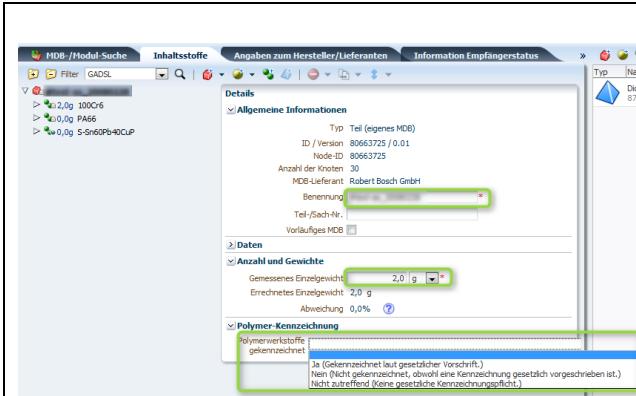 MDB-/Modul-Suche Inhaltsstoffe Angaben zum Hersteller/Lieferanten Information Empfängerstatus »
Filter GADSL
Typ Na
2,0g 100Cr6
0,0g PA66
0,0g S-Sn60Pb40CuP
Details
Allgemeine Informationen
Typ Teil (eigenes MDB)
ID / Version 80663725 / 0.01
Node-ID 80663725
Anzahl der Knoten 30
MDB-Lieferant Robert Bosch GmbH
Benennung *
Teil-/Sach-Nr.
Vorläufiges MDB
Daten
Anzahl und Gewichte
Gemessenes Einzelgewicht 2,0 g *
Errechnetes Einzelgewicht 2,0 g
Abweichung 0,0% ?
Polymer-Kennzeichnung
Polymerwerkstoffe
gekennzeichnet
Ja (Gekennzeichnet laut gesetzlicher Vorschrift.)
Nein (Nicht gekennzeichnet, obwohl eine Kennzeichnung gesetzlich vorgeschrieben ist.)
Nicht zutreffend (Keine gesetzliche Kennzeichnungspflicht.)